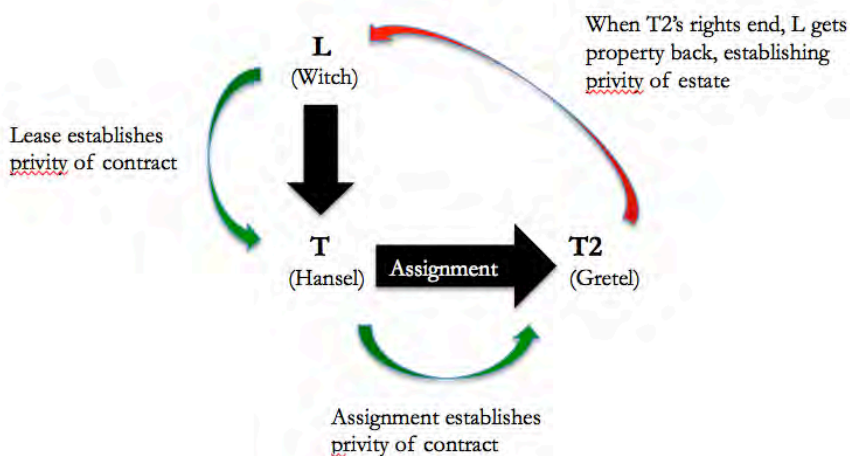 When T2's rights end, L gets
property back, establishing
privity of estate
L
(Witch)
Lease establishes
privity of contract
T
(Hansel)
Assignment
T2
(Gretel)
Assignment establishes
privity of contract